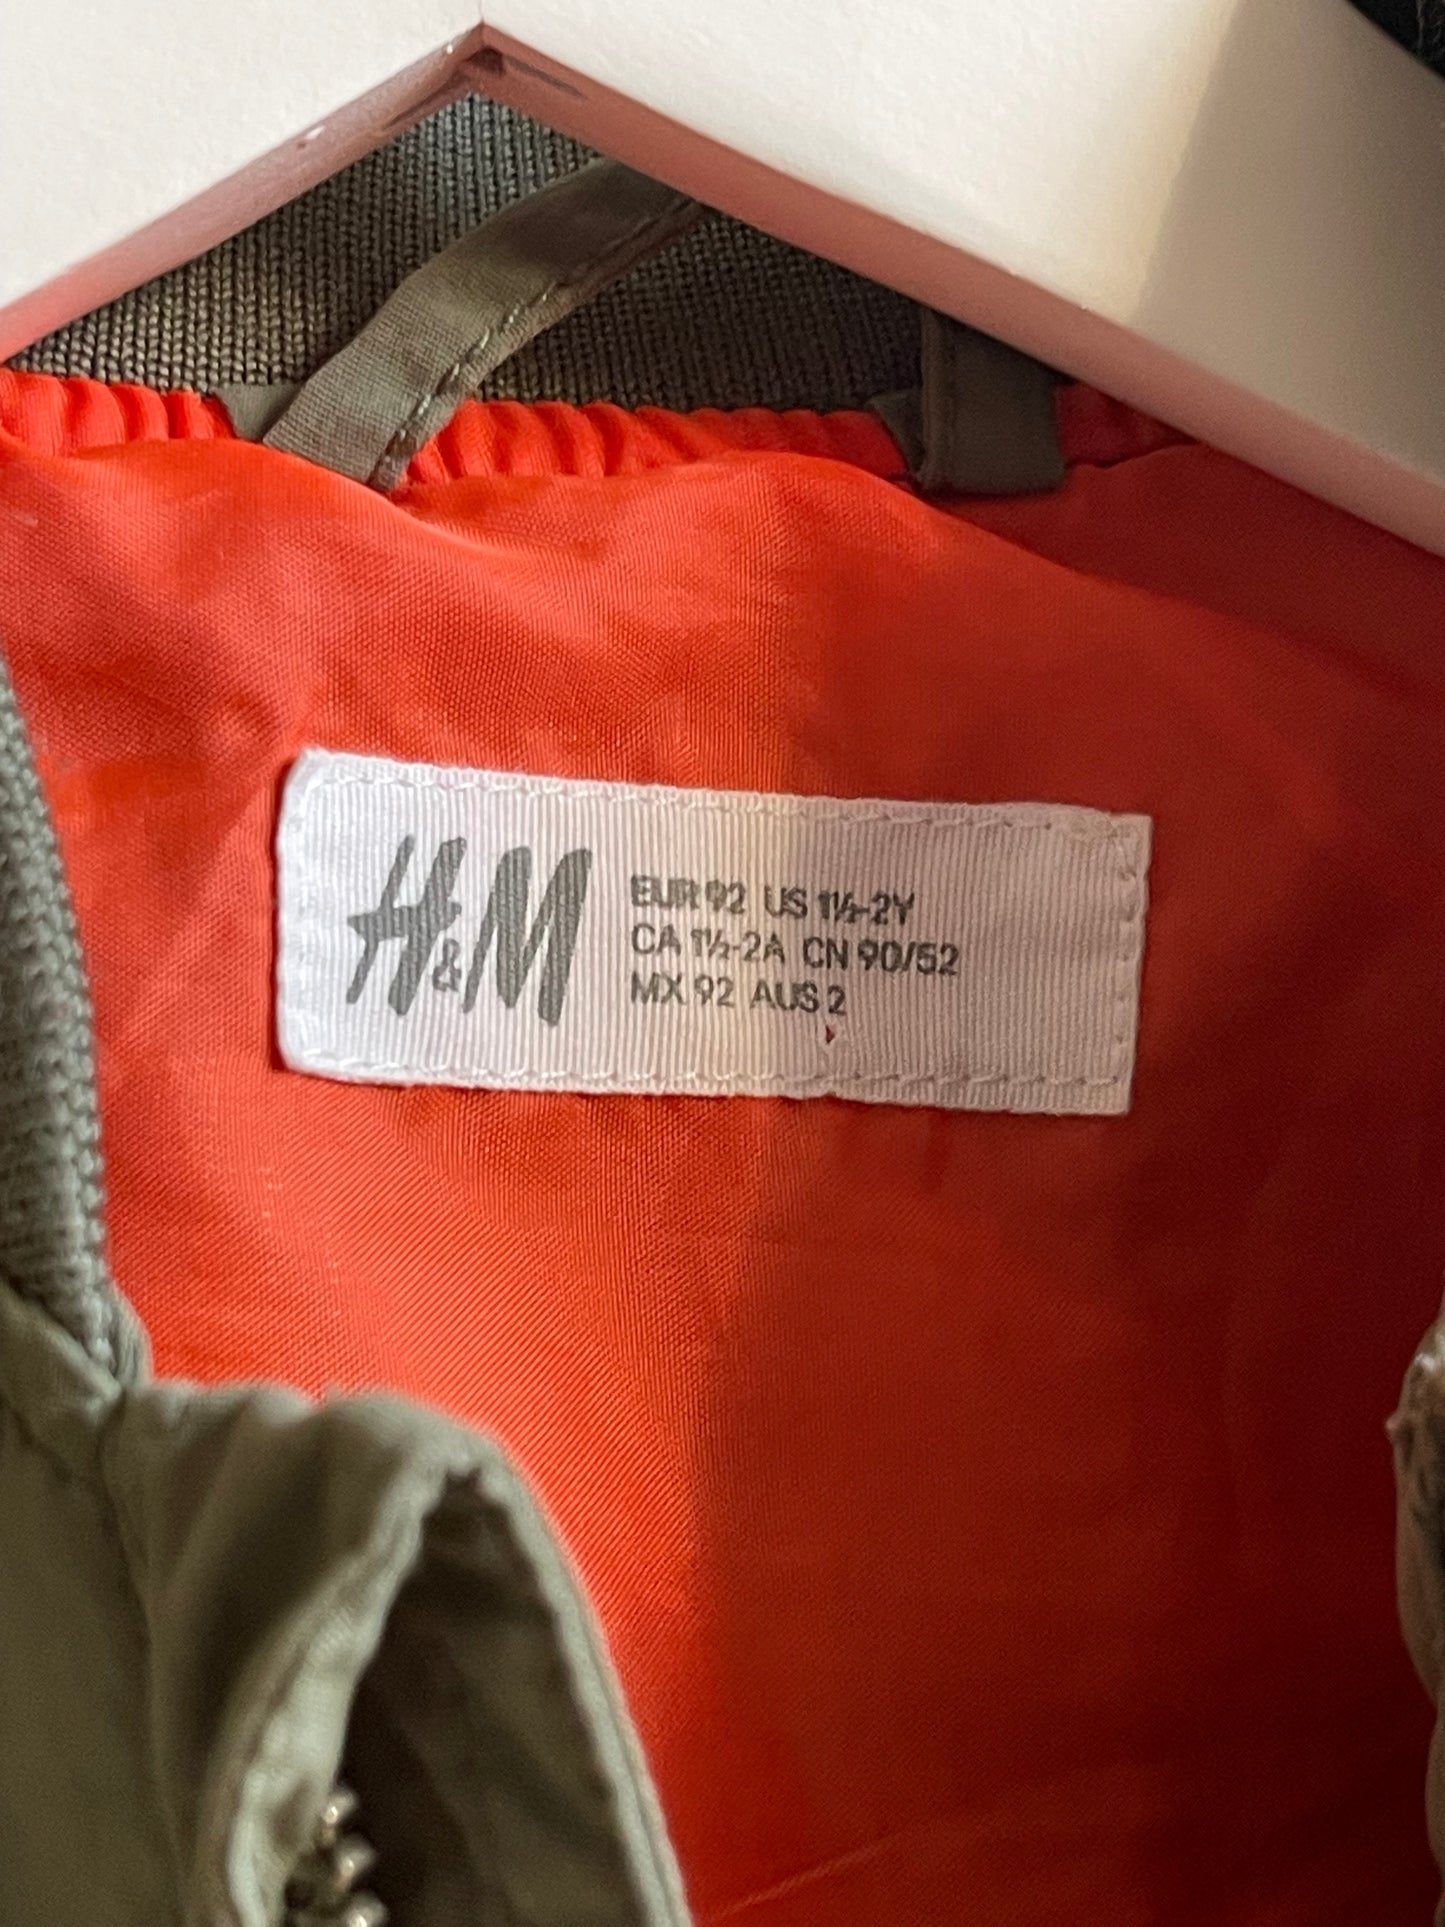 H&M
EUR 92 US 1½-2Y
CA 1½-2A CN 90/52
MX 92 AUS 2